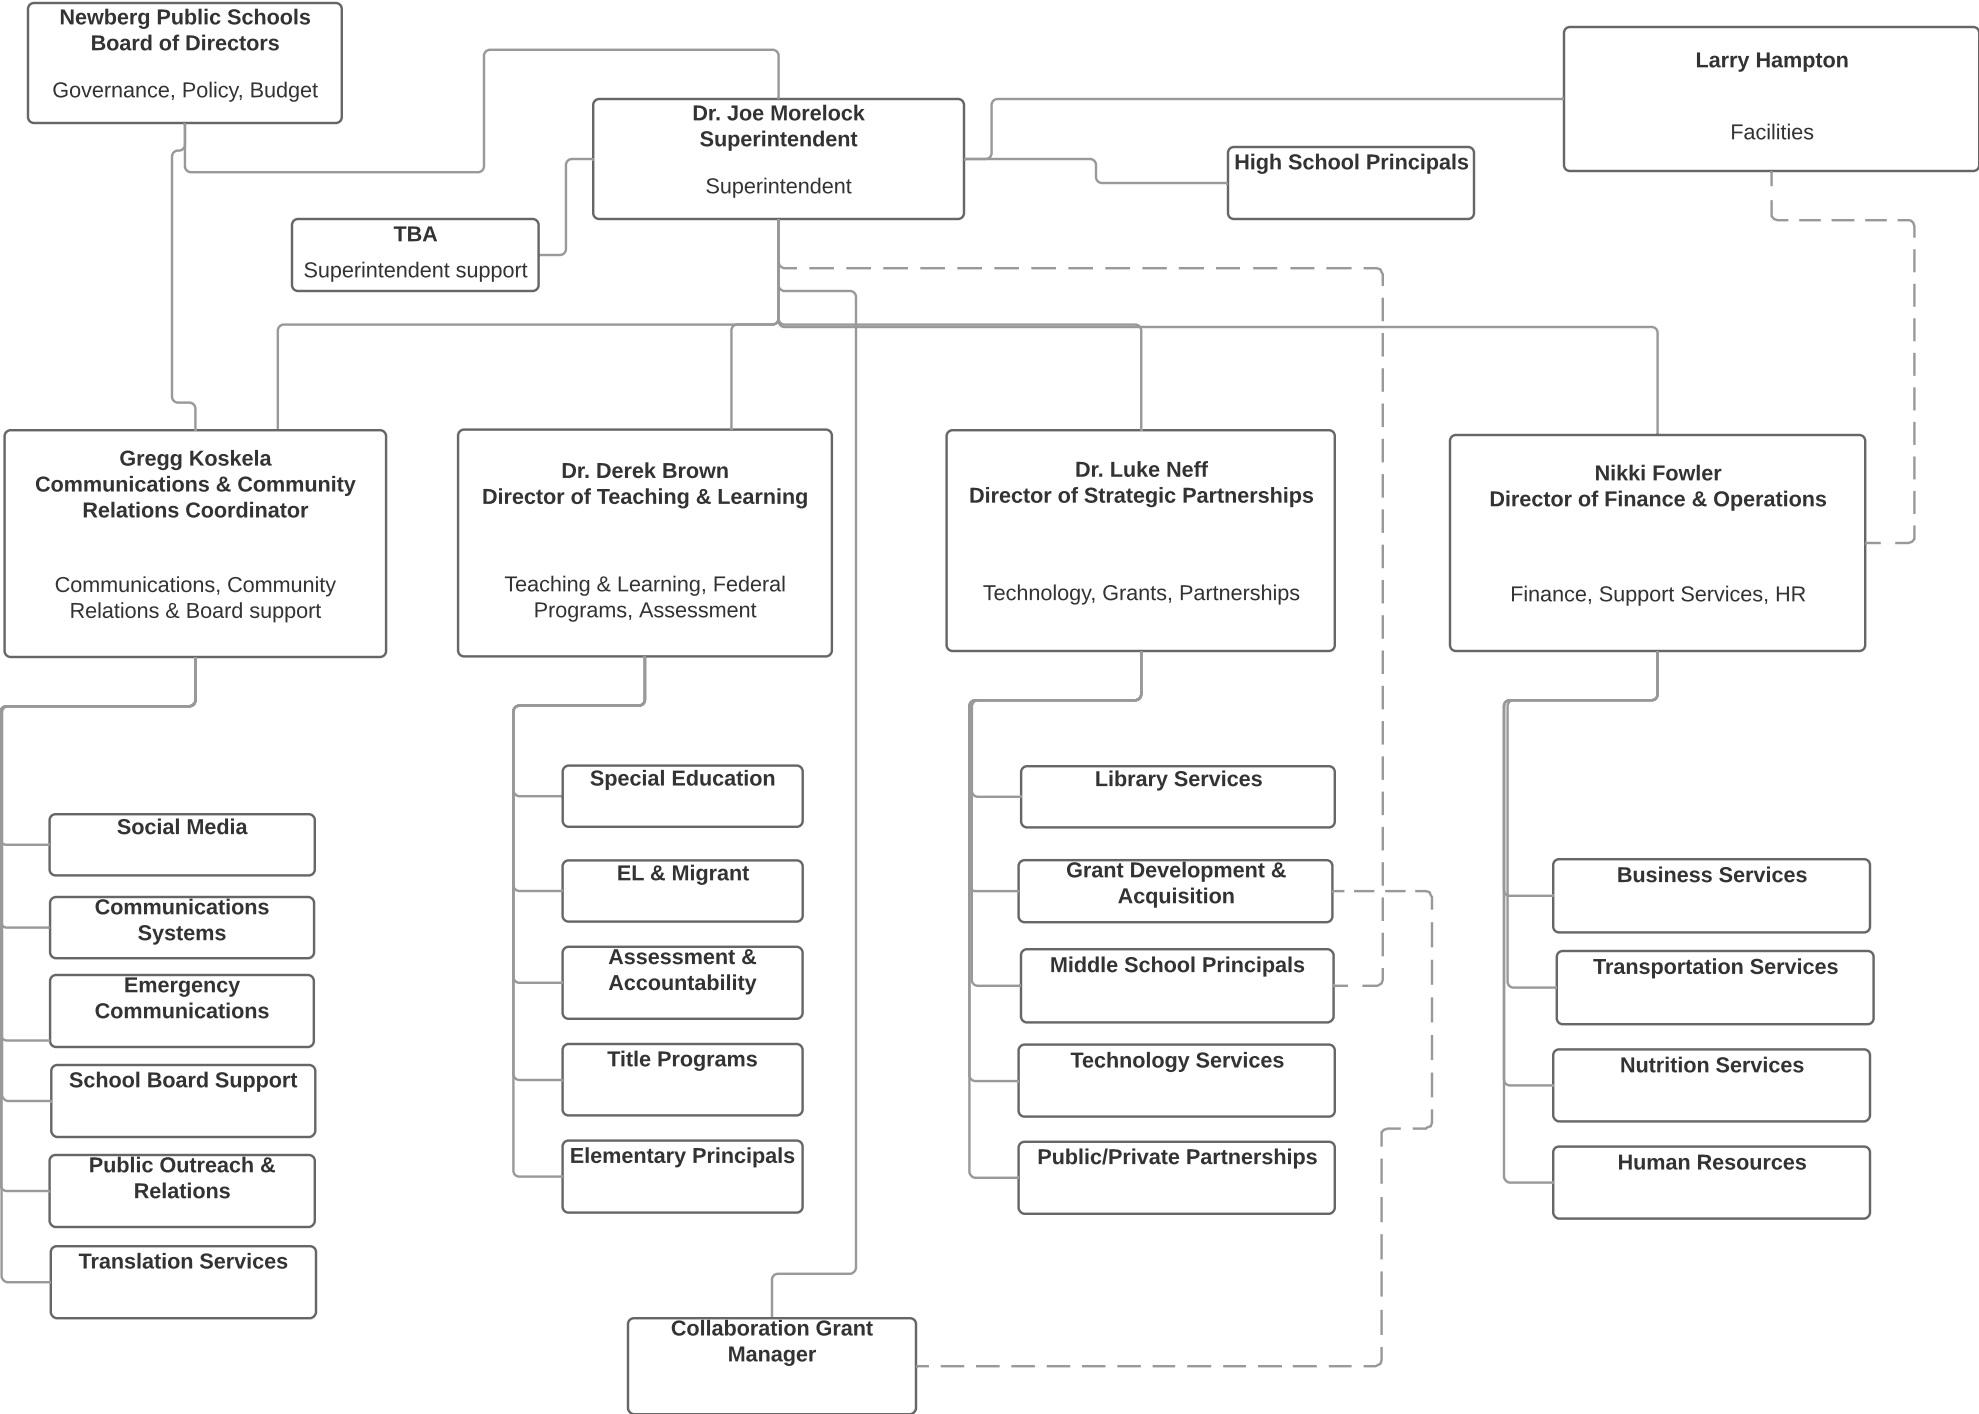 Newberg Public Schools
Board of Directors
Governance, Policy, Budget
Dr. Joe Morelock
Superintendent
Superintendent
Larry Hampton
Facilities
High School Principals
TBA
Superintendent support
Gregg Koskela
Communications & Community
Relations Coordinator
Communications, Community
Relations & Board support
Dr. Derek Brown
Director of Teaching & Learning
Teaching & Learning, Federal
Programs, Assessment
Dr. Luke Neff
Director of Strategic Partnerships
Technology, Grants, Partnerships
Nikki Fowler
Director of Finance & Operations
Finance, Support Services, HR
Social Media
Communications
Systems
Emergency
Communications
School Board Support
Public Outreach &
Relations
Translation Services
Special Education
EL & Migrant
Assessment &
Accountability
Title Programs
Elementary Principals
Library Services
Grant Development &
Acquisition
Middle School Principals
Technology Services
Public/Private Partnerships
Business Services
Transportation Services
Nutrition Services
Human Resources
Collaboration Grant
Manager